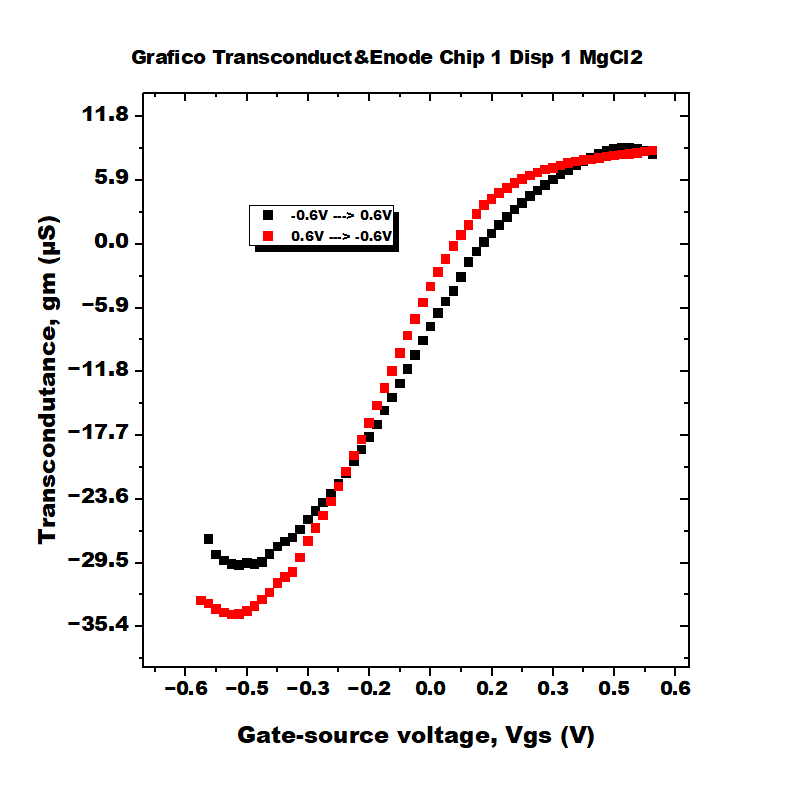 Grafico Transconduct&Enode Chip 1 Disp 1 MgCl2
11.8
5.9
0.0
−5.9
−11.8
−17.7
−23.6
−29.5
−35.4
Transcondutance, gm (µS)
-0.6V ---> 0.6V
0.6V ---> -0.6V
−0.6 −0.5 −0.3 −0.2 0.0 0.2 0.3 0.5 0.6
Gate-source voltage, Vgs (V)